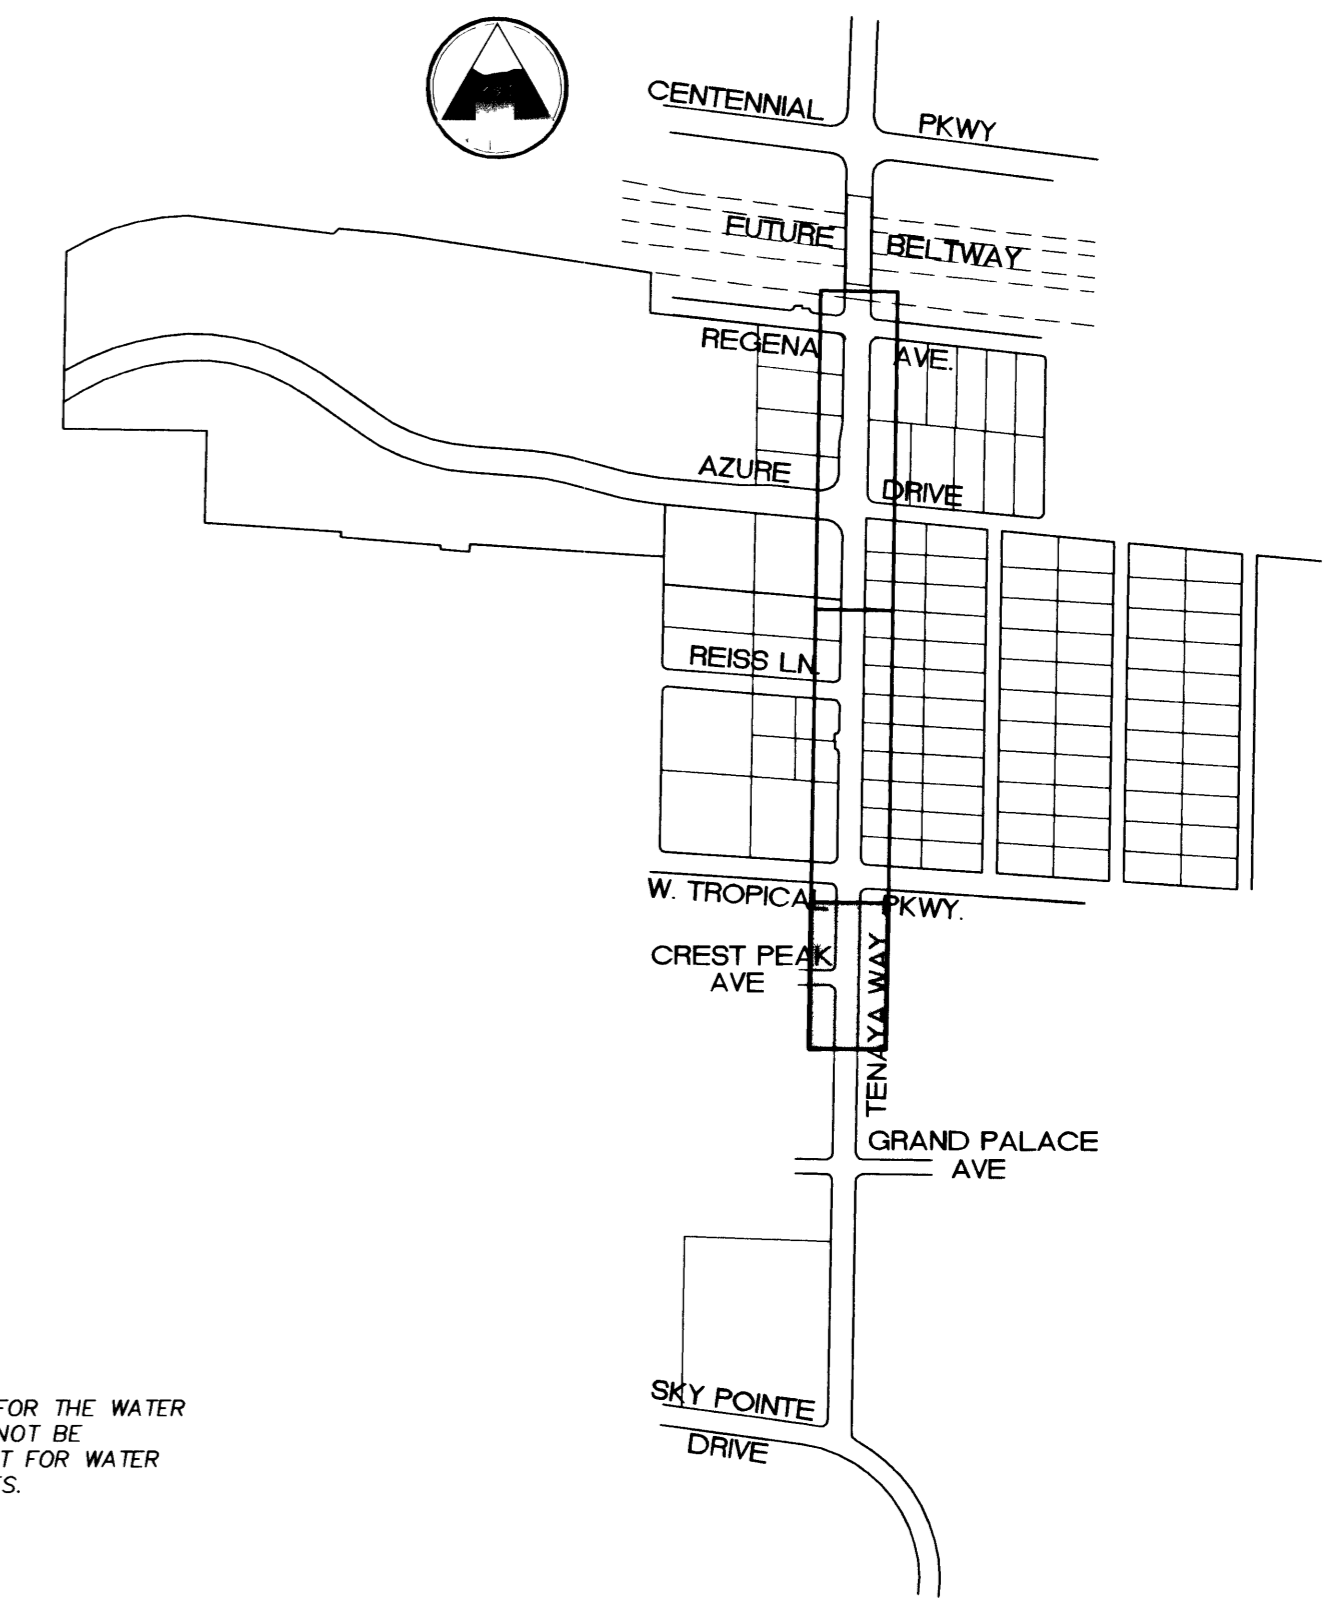 CENTENNIAL PKWY
FUTURE BELTWAY
REGENA AVE.
AZURE DRIVE
REISS LN.
W. TROPICAL PKWY.
CREST PEAK
AVE
TENAYA WAY
GRAND PALACE
AVE
SKY POINTE
DRIVE
FOR THE WATER
NOT BE
T FOR WATER
S.